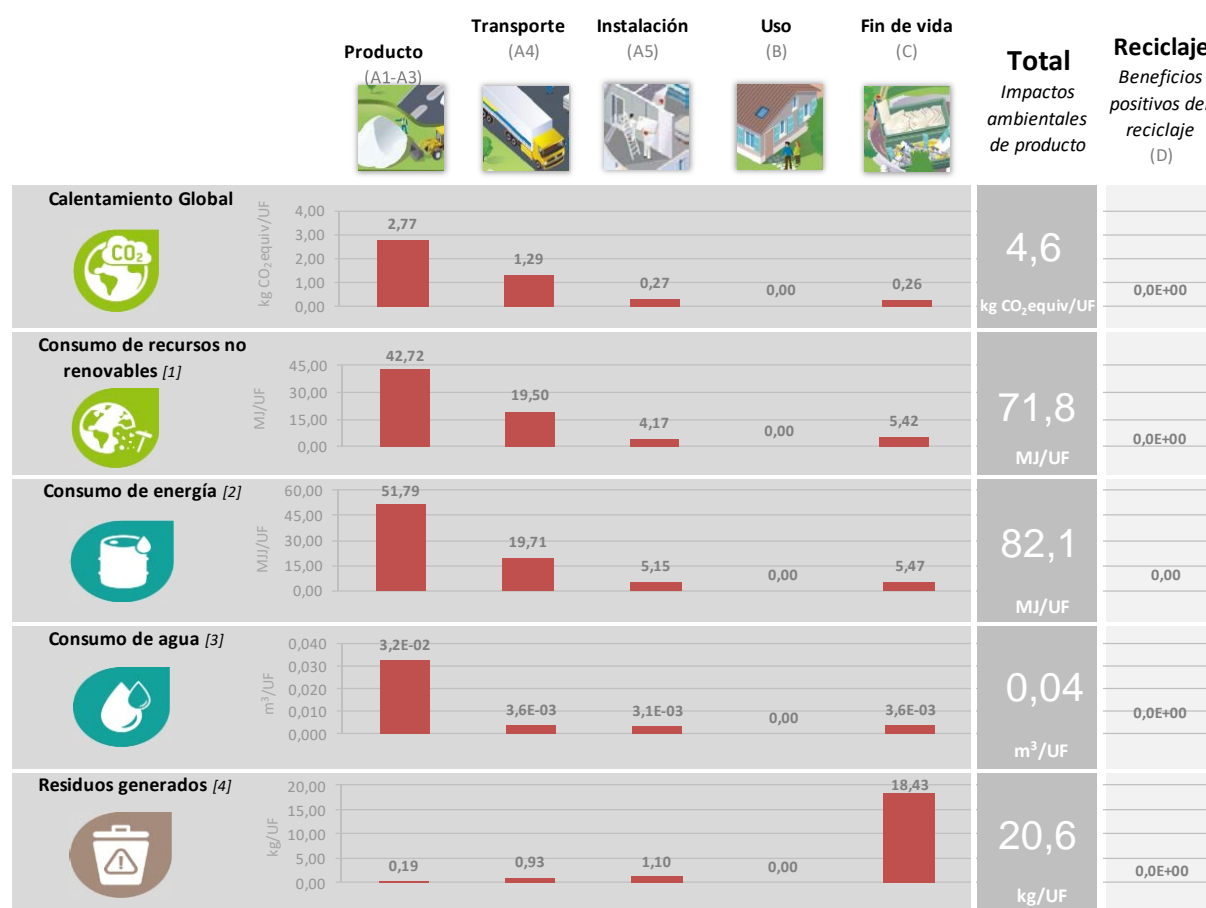 Producto
(A1-A3)
Transporte
(A4)
Instalación
(A5)
Uso
(B)
Fin de vida
(C)
Total
Impactos
ambientales
de producto
Reciclaje
Beneficios
positivos del
reciclaje
(D)
Calentamiento Global
CO₂
kg CO₂equiv/UF
4,00
3,00
2,00
1,00
0,00
2,77
1,29
0,27
0,00
0,26
4,6
kg CO₂equiv/UF
0,0E+00
Consumo de recursos no
renovables [1]
MJ/UF
45,00
30,00
15,00
0,00
42,72
19,50
4,17
0,00
5,42
71,8
MJ/UF
0,0E+00
Consumo de energía [2]
MJJ/UF
60,00
45,00
30,00
15,00
0,00
51,79
19,71
5,15
0,00
5,47
82,1
MJ/UF
0,00
Consumo de agua [3]
m³/UF
0,040
0,030
0,020
0,010
0,000
3,2E-02
3,6E-03
3,1E-03
0,00
3,6E-03
0,04
m³/UF
0,0E+00
Residuos generados [4]
kg/UF
20,00
15,00
10,00
5,00
0,00
0,19
0,93
1,10
0,00
18,43
20,6
kg/UF
0,0E+00